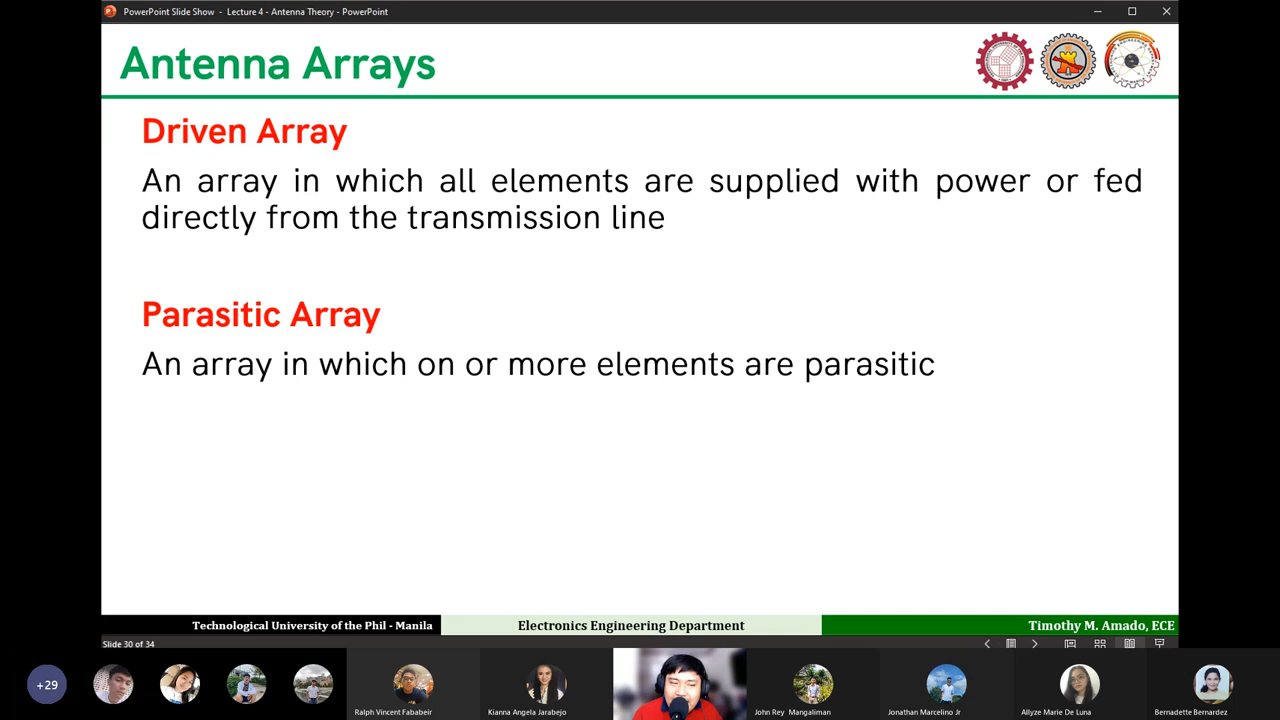 PowerPoint Slide Show - Lecture 4 - Antenna Theory - PowerPoint
Antenna Arrays
Driven Array
An array in which all elements are supplied with power or fed
directly from the transmission line
Parasitic Array
An array in which on or more elements are parasitic
Technological University of the Phil - Manila
Electronics Engineering Department
Timothy M. Amado, ECE
Slide 30 of 34
+29
Ralph Vincent Fababeir
Kianna Angela Jarabejo
John Rey Mangaliman
Jonathan Marcelino Jr
Allyze Marie De Luna
Bernadette Bernardez